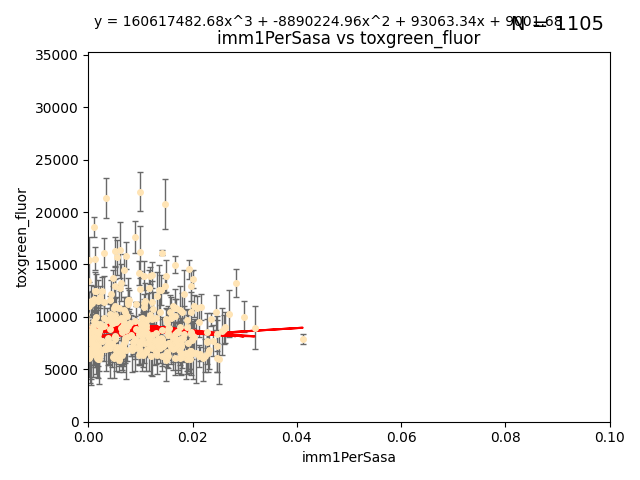 y = 160617482.68x^3 + -8890224.96x^2 + 93063.34x + 9001.68
N = 1105
imm1PerSasa vs toxgreen_fluor
35000
30000
25000
20000
15000
10000
5000
0
toxgreen_fluor
0.00 0.02 0.04 0.06 0.08 0.10
imm1PerSasa